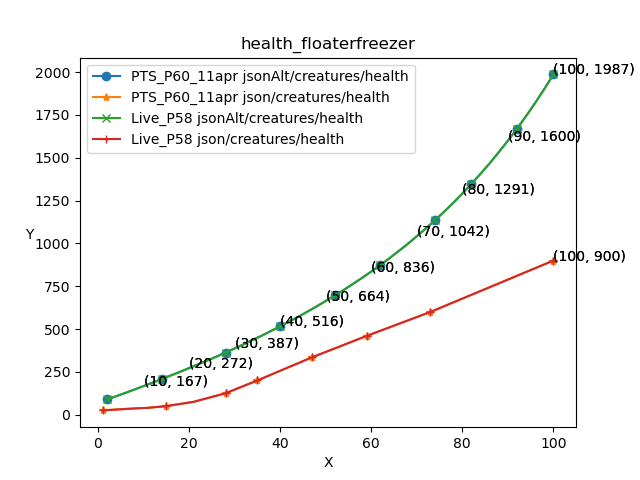 health_floaterfreezer
PTS_P60_11apr jsonAlt/creatures/health
PTS_P60_11apr json/creatures/health
Live_P58 jsonAlt/creatures/health
Live_P58 json/creatures/health
(100, 1987)
(90, 1600)
(80, 1291)
(70, 1042)
(60, 836)
(50, 664)
(40, 516)
(30, 387)
(20, 272)
(10, 167)
(100, 900)
2000
1750
1500
1250
1000
750
500
250
0
Y
0 20 40 60 80 100
X